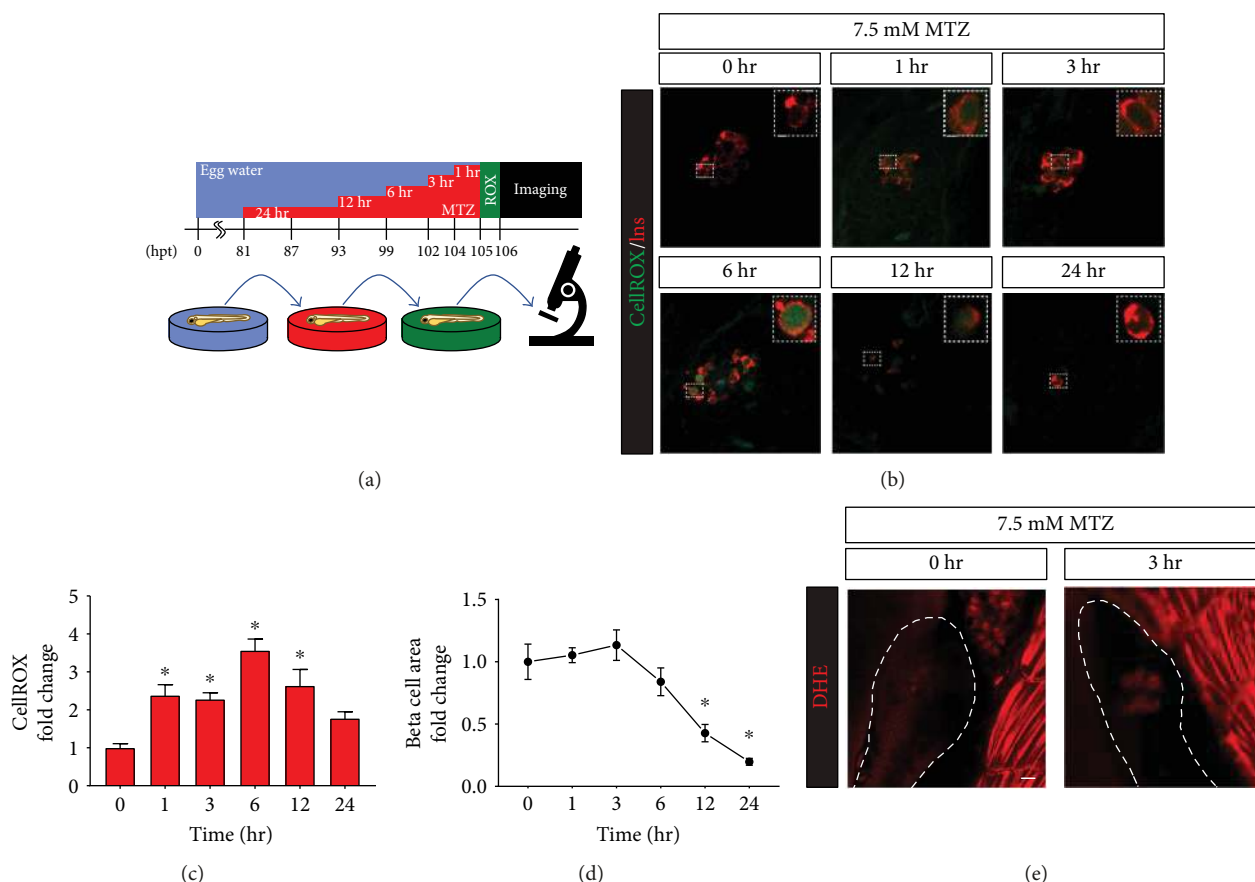 Egg water
24 hr
12 hr
6 hr
3 hr
1 hr
MTZ
ROX
Imaging
(hpt)
0 81 87 93 99 102 104 105 106
(a)
7.5 mM MTZ
0 hr 1 hr 3 hr
6 hr 12 hr 24 hr
CellROX/Ins
(b)
CellROX
fold change
5
4
3
2
1
0
* * * *
0 1 3 6 12 24
Time (hr)
(c)
Beta cell area
fold change
1.5
1.0
0.5
0.0
* *
0 1 3 6 12 24
Time (hr)
(d)
7.5 mM MTZ
0 hr 3 hr
DHE
(e)